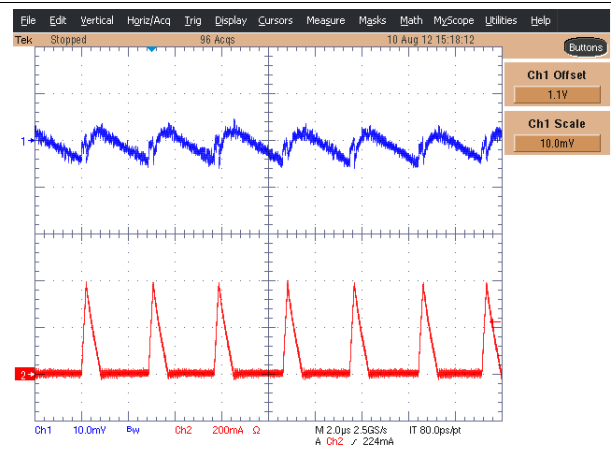 File Edit Vertical Horiz/Acq Trig Display Cursors Measure Masks Math MyScope Utilities Help
Tek Stopped 96 Acqs 10 Aug 12 15:18:12
Buttons
Ch1 Offset
1.1V
Ch1 Scale
10.0mV
1
2
Ch1 10.0mV BW Ch2 200mA Ω M 2.0µs 2.5GS/s IT 80.0ps/pt
A Ch2 ∕ 224mA